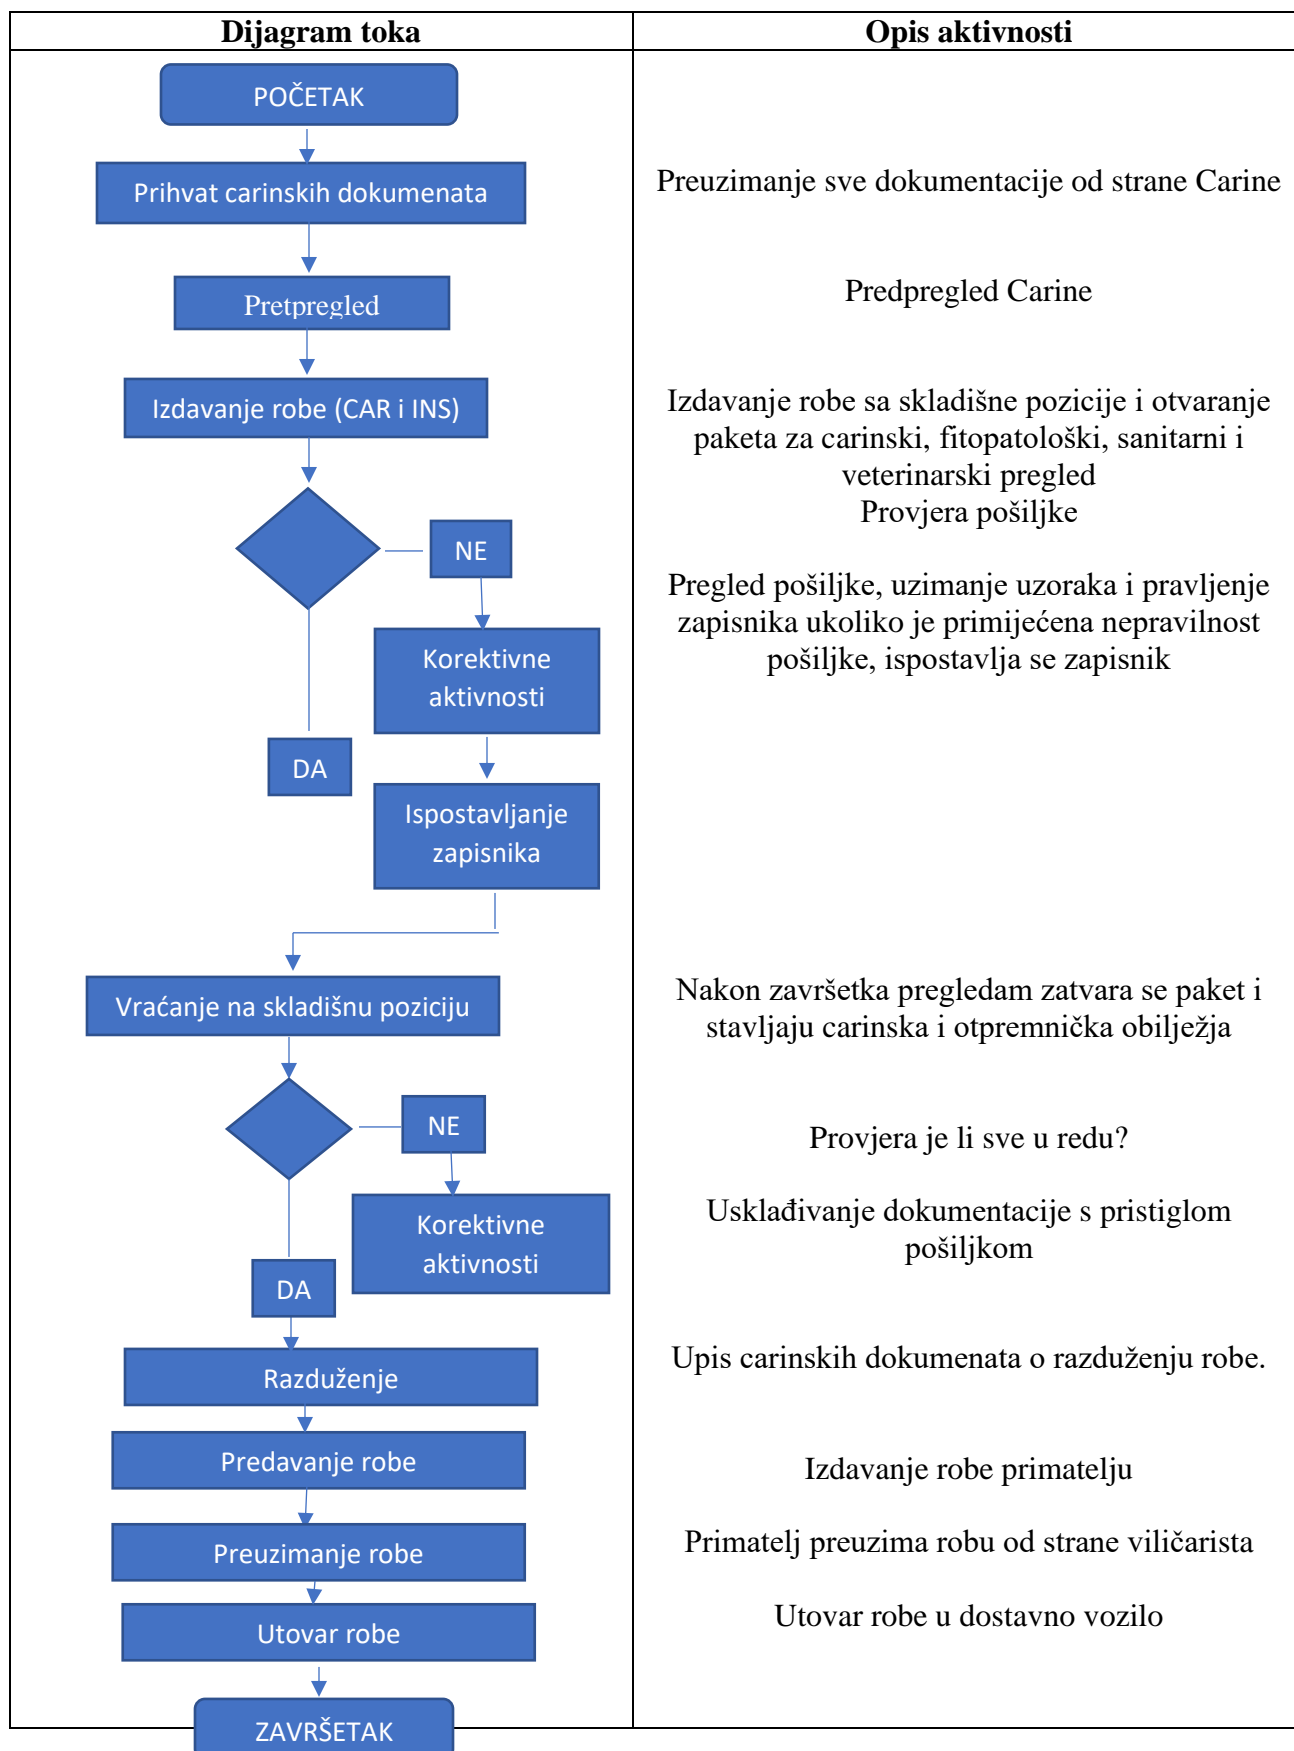 Dijagram toka
Opis aktivnosti
POČETAK
Prihvat carinskih dokumenata
Preuzimanje sve dokumentacije od strane Carine
Pretpregled
Predpregled Carine
Izdavanje robe (CAR i INS)
Izdavanje robe sa skladišne pozicije i otvaranje
paketa za carinski, fitopatološki, sanitarni i
veterinarski pregled
Provjera pošiljke
NE
Pregled pošiljke, uzimanje uzoraka i pravljenje
zapisnika ukoliko je primijećena nepravilnost
pošiljke, ispostavlja se zapisnik
Korektivne
aktivnosti
DA
Ispostavljanje
zapisnika
Vraćanje na skladišnu poziciju
Nakon završetka pregledam zatvara se paket i
stavljaju carinska i otpremnička obilježja
NE
Provjera je li sve u redu?
Korektivne
aktivnosti
Usklađivanje dokumentacije s pristiglom
pošiljkom
DA
Razduženje
Upis carinskih dokumenata o razduženju robe.
Predavanje robe
Izdavanje robe primatelju
Preuzimanje robe
Primatelj preuzima robu od strane viličarista
Utovar robe
Utovar robe u dostavno vozilo
ZAVRŠETAK